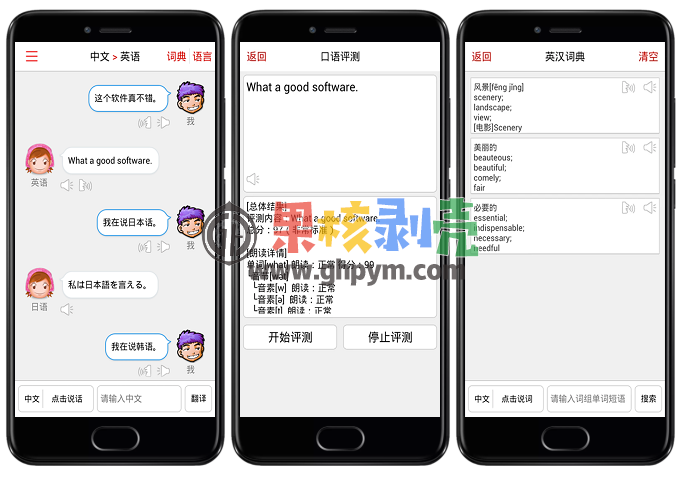 中文 > 英语
词典
语言
这个软件真不错。
我
What a good software.
英语
我在说日本话。
我
私は日本語を言える。
日语
我在说韩语。
我
中文
点击说话
请输入中文
翻译
返回
口语评测
What a good software.
[总体结果]
评测内容：What a good software.
总分：97 ( 非常标准 )
[朗读详情]
单词[what] 朗读：正常 得分：99
└音节[wət]
└音素[w] 朗读：正常
└音素[ə] 朗读：正常
└音素[t] 朗读：正常
开始评测
停止评测
返回
英汉词典
清空
风景[fēng jǐng]
scenery;
landscape;
view;
[电影]Scenery
美丽的
beauteous;
beautiful;
comely;
fair
必要的
essential;
indispensable;
necessary;
needful
中文
点击说词
请输入词组单词短语
搜索
果核剥壳
www.ghpym.com